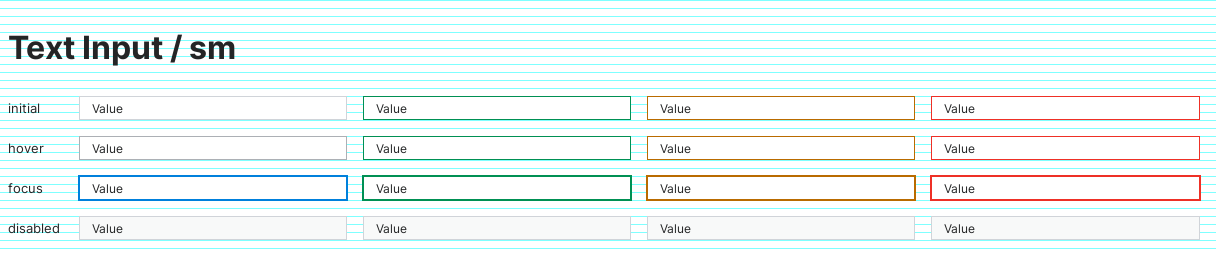 Text Input / sm
initial Value Value Value Value
hover Value Value Value Value
focus Value Value Value Value
disabled Value Value Value Value